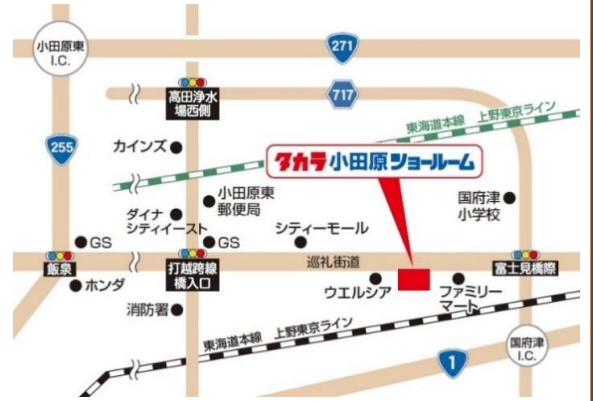 小田原東
I.C.
271
高田浄水
場西側
717
255
東海道本線　上野東京ライン
カインズ
タカラ 小田原 ショールーム
小田原東
郵便局
国府津
小学校
ダイナ
シティイースト
シティーモール
GS
GS
飯泉
打越跨線
橋入口
巡礼街道
富士見橋際
ホンダ
ウエルシア
ファミリー
マート
消防署
東海道本線　上野東京ライン
1
国府津
I.C.